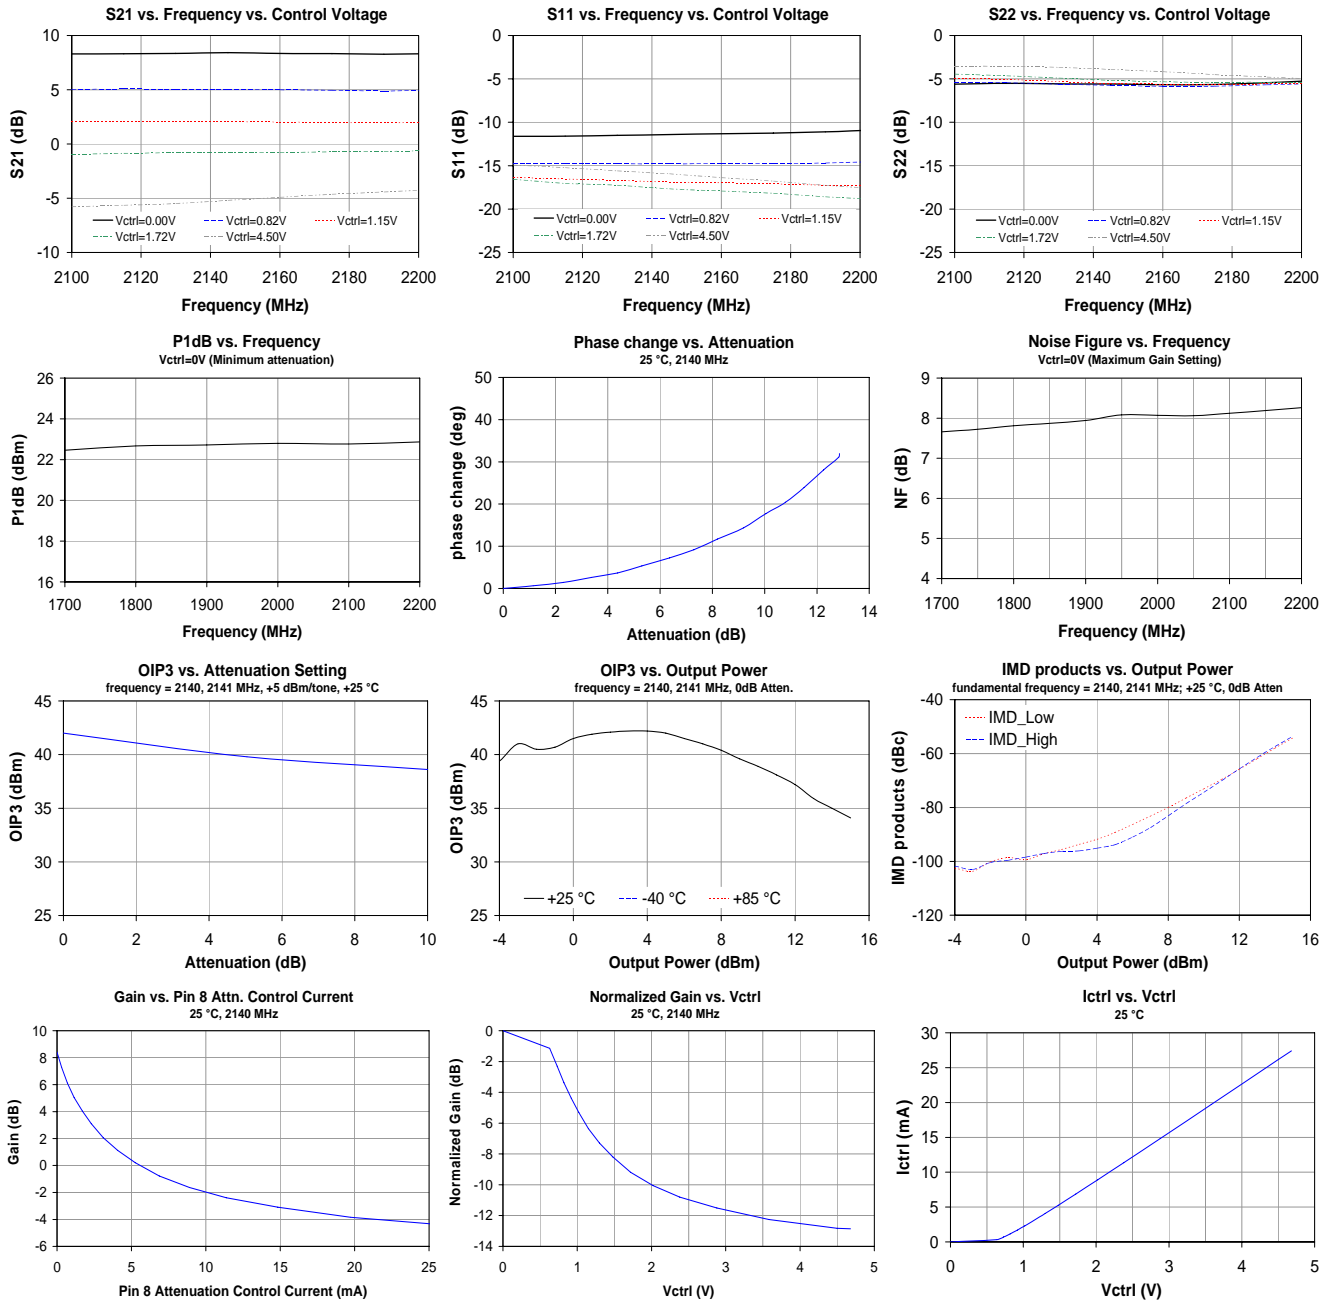 S21 vs. Frequency vs. Control Voltage
10
5
0
-5
-10
S21 (dB)
Vctrl=0.00V
Vctrl=0.82V
Vctrl=1.15V
Vctrl=1.72V
Vctrl=4.50V
2100 2120 2140 2160 2180 2200
Frequency (MHz)
S11 vs. Frequency vs. Control Voltage
0
-5
-10
-15
-20
-25
S11 (dB)
Vctrl=0.00V
Vctrl=0.82V
Vctrl=1.15V
Vctrl=1.72V
Vctrl=4.50V
2100 2120 2140 2160 2180 2200
Frequency (MHz)
S22 vs. Frequency vs. Control Voltage
0
-5
-10
-15
-20
-25
S22 (dB)
Vctrl=0.00V
Vctrl=0.82V
Vctrl=1.15V
Vctrl=1.72V
Vctrl=4.50V
2100 2120 2140 2160 2180 2200
Frequency (MHz)
P1dB vs. Frequency
Vctrl=0V (Minimum attenuation)
26
24
22
20
18
16
P1dB (dBm)
1700 1800 1900 2000 2100 2200
Frequency (MHz)
Phase change vs. Attenuation
25 °C, 2140 MHz
50
40
30
20
10
0
phase change (deg)
0 2 4 6 8 10 12 14
Attenuation (dB)
Noise Figure vs. Frequency
Vctrl=0V (Maximum Gain Setting)
9
8
7
6
5
4
NF (dB)
1700 1800 1900 2000 2100 2200
Frequency (MHz)
OIP3 vs. Attenuation Setting
frequency = 2140, 2141 MHz, +5 dBm/tone, +25 °C
45
40
35
30
25
OIP3 (dBm)
0 2 4 6 8 10
Attenuation (dB)
OIP3 vs. Output Power
frequency = 2140, 2141 MHz, 0dB Atten.
45
40
35
30
25
OIP3 (dBm)
+25 °C
-40 °C
+85 °C
-4 0 4 8 12 16
Output Power (dBm)
IMD products vs. Output Power
fundamental frequency = 2140, 2141 MHz; +25 °C, 0dB Atten
-40
-60
-80
-100
-120
IMD products (dBc)
IMD_Low
IMD_High
-4 0 4 8 12 16
Output Power (dBm)
Gain vs. Pin 8 Attn. Control Current
25 °C, 2140 MHz
10
8
6
4
2
0
-2
-4
-6
Gain (dB)
0 5 10 15 20 25
Pin 8 Attenuation Control Current (mA)
Normalized Gain vs. Vctrl
25 °C, 2140 MHz
0
-2
-4
-6
-8
-10
-12
-14
Normalized Gain (dB)
0 1 2 3 4 5
Vctrl (V)
Ictrl vs. Vctrl
25 °C
30
25
20
15
10
5
0
Ictrl (mA)
0 1 2 3 4 5
Vctrl (V)